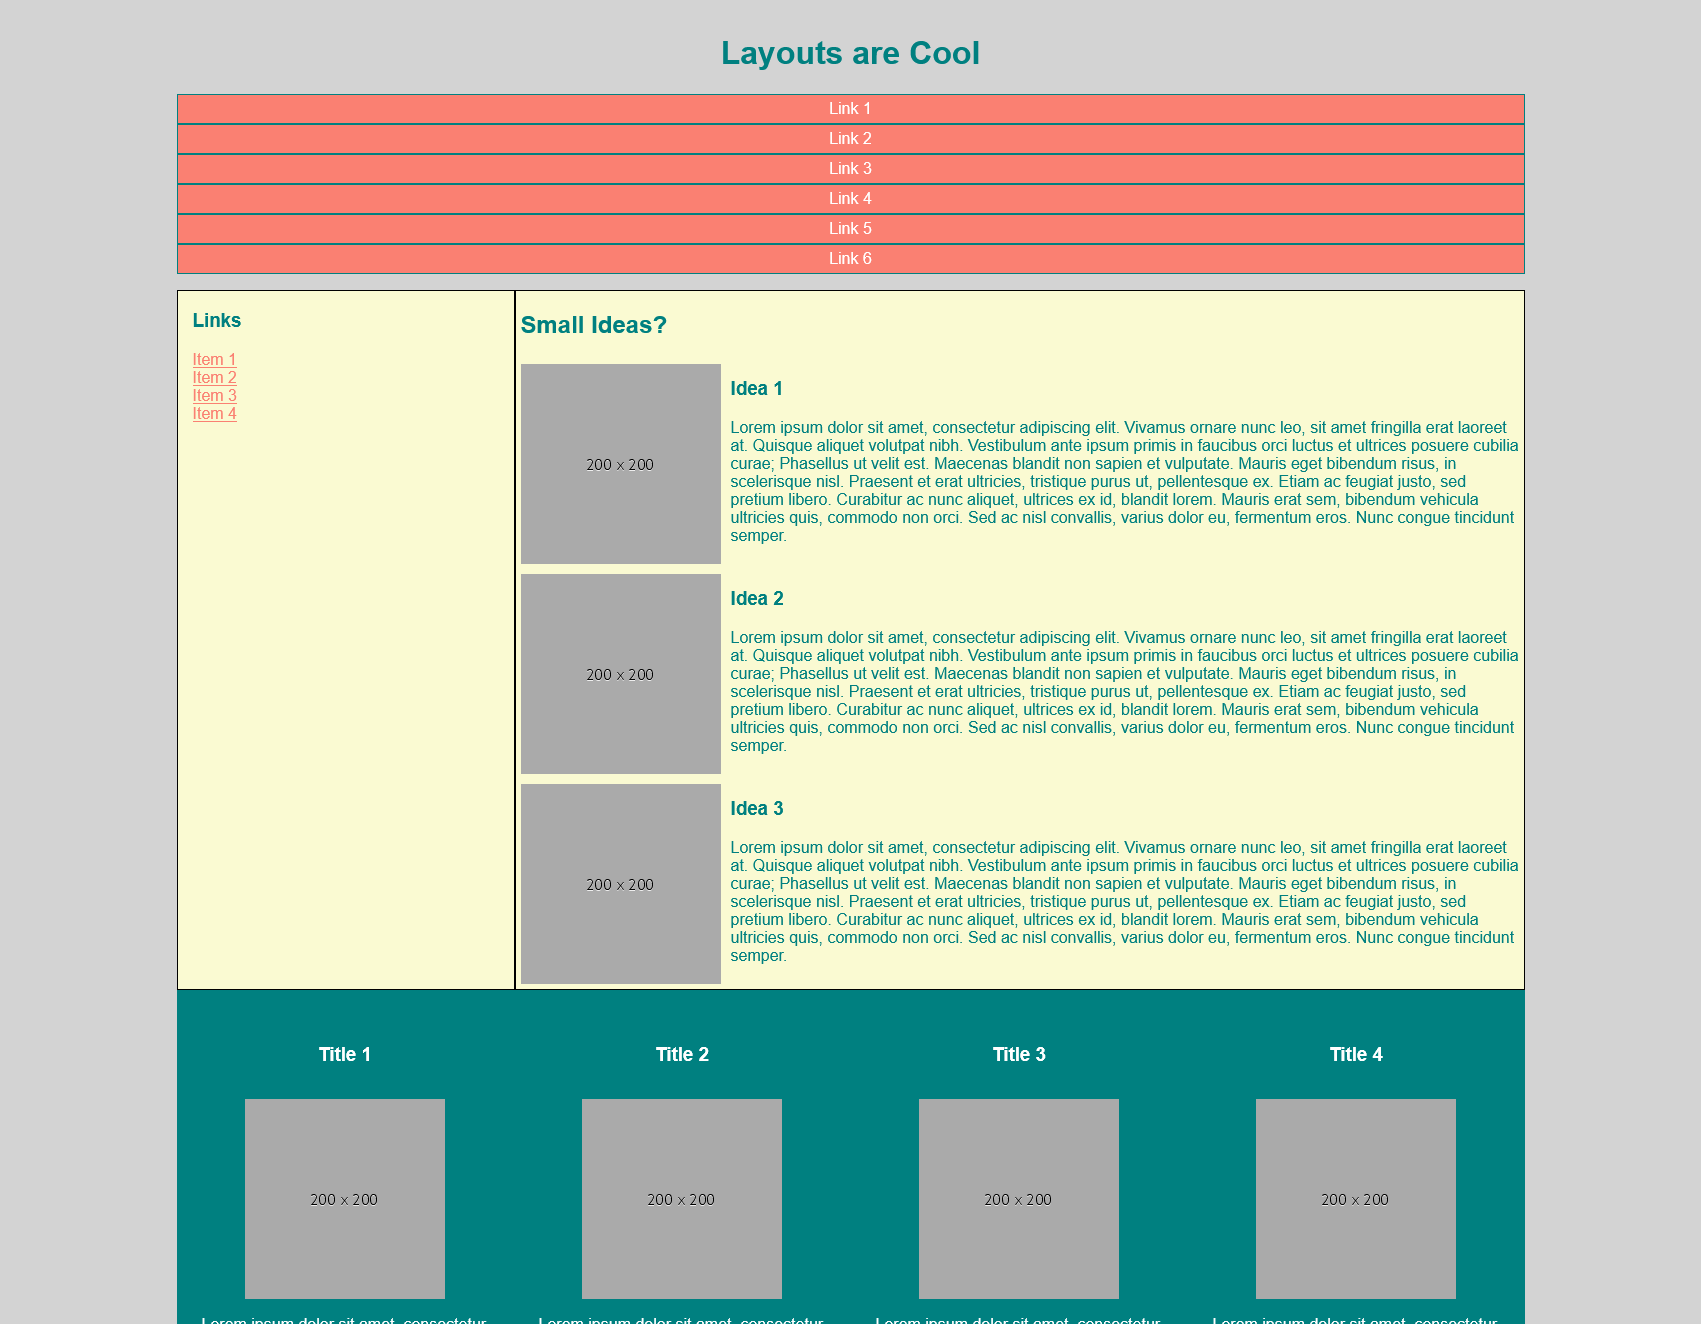 Layouts are Cool
Link 1
Link 2
Link 3
Link 4
Link 5
Link 6
Links
Item 1
Item 2
Item 3
Item 4
Small Ideas?
200 x 200
Idea 1
Lorem ipsum dolor sit amet, consectetur adipiscing elit. Vivamus ornare nunc leo, sit amet fringilla erat laoreet
at. Quisque aliquet volutpat nibh. Vestibulum ante ipsum primis in faucibus orci luctus et ultrices posuere cubilia
curae; Phasellus ut velit est. Maecenas blandit non sapien et vulputate. Mauris eget bibendum risus, in
scelerisque nisl. Praesent et erat ultricies, tristique purus ut, pellentesque ex. Etiam ac feugiat justo, sed
pretium libero. Curabitur ac nunc aliquet, ultrices ex id, blandit lorem. Mauris erat sem, bibendum vehicula
ultricies quis, commodo non orci. Sed ac nisl convallis, varius dolor eu, fermentum eros. Nunc congue tincidunt
semper.
200 x 200
Idea 2
Lorem ipsum dolor sit amet, consectetur adipiscing elit. Vivamus ornare nunc leo, sit amet fringilla erat laoreet
at. Quisque aliquet volutpat nibh. Vestibulum ante ipsum primis in faucibus orci luctus et ultrices posuere cubilia
curae; Phasellus ut velit est. Maecenas blandit non sapien et vulputate. Mauris eget bibendum risus, in
scelerisque nisl. Praesent et erat ultricies, tristique purus ut, pellentesque ex. Etiam ac feugiat justo, sed
pretium libero. Curabitur ac nunc aliquet, ultrices ex id, blandit lorem. Mauris erat sem, bibendum vehicula
ultricies quis, commodo non orci. Sed ac nisl convallis, varius dolor eu, fermentum eros. Nunc congue tincidunt
semper.
200 x 200
Idea 3
Lorem ipsum dolor sit amet, consectetur adipiscing elit. Vivamus ornare nunc leo, sit amet fringilla erat laoreet
at. Quisque aliquet volutpat nibh. Vestibulum ante ipsum primis in faucibus orci luctus et ultrices posuere cubilia
curae; Phasellus ut velit est. Maecenas blandit non sapien et vulputate. Mauris eget bibendum risus, in
scelerisque nisl. Praesent et erat ultricies, tristique purus ut, pellentesque ex. Etiam ac feugiat justo, sed
pretium libero. Curabitur ac nunc aliquet, ultrices ex id, blandit lorem. Mauris erat sem, bibendum vehicula
ultricies quis, commodo non orci. Sed ac nisl convallis, varius dolor eu, fermentum eros. Nunc congue tincidunt
semper.
Title 1
200 x 200
Lorem ipsum dolor sit amet, consectetur
Title 2
200 x 200
Lorem ipsum dolor sit amet, consectetur
Title 3
200 x 200
Lorem ipsum dolor sit amet, consectetur
Title 4
200 x 200
Lorem ipsum dolor sit amet, consectetur